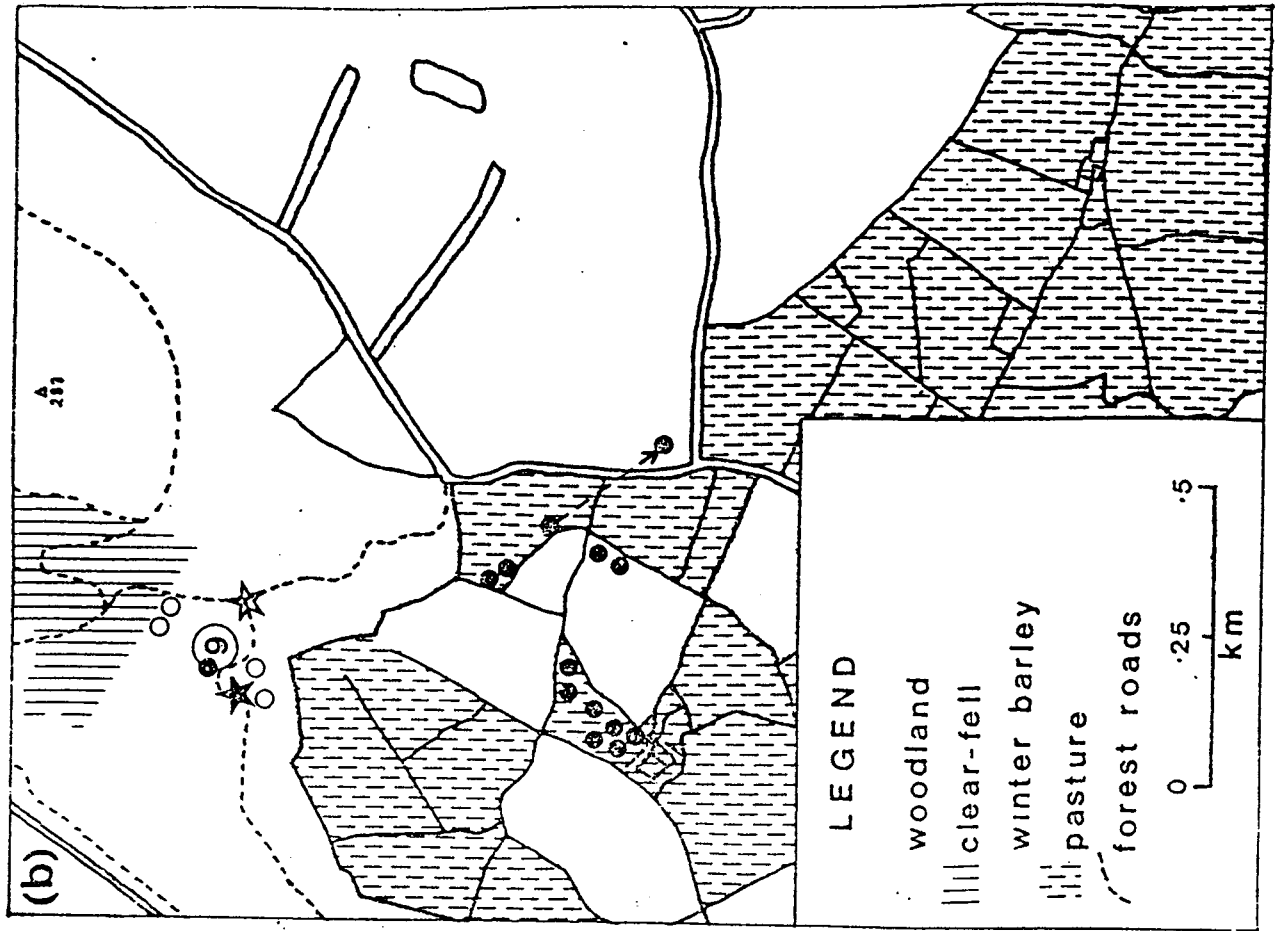 (b)
9
LEGEND
woodland
clear-fell
winter barley
pasture
forest roads
0 ·25 ·5
km